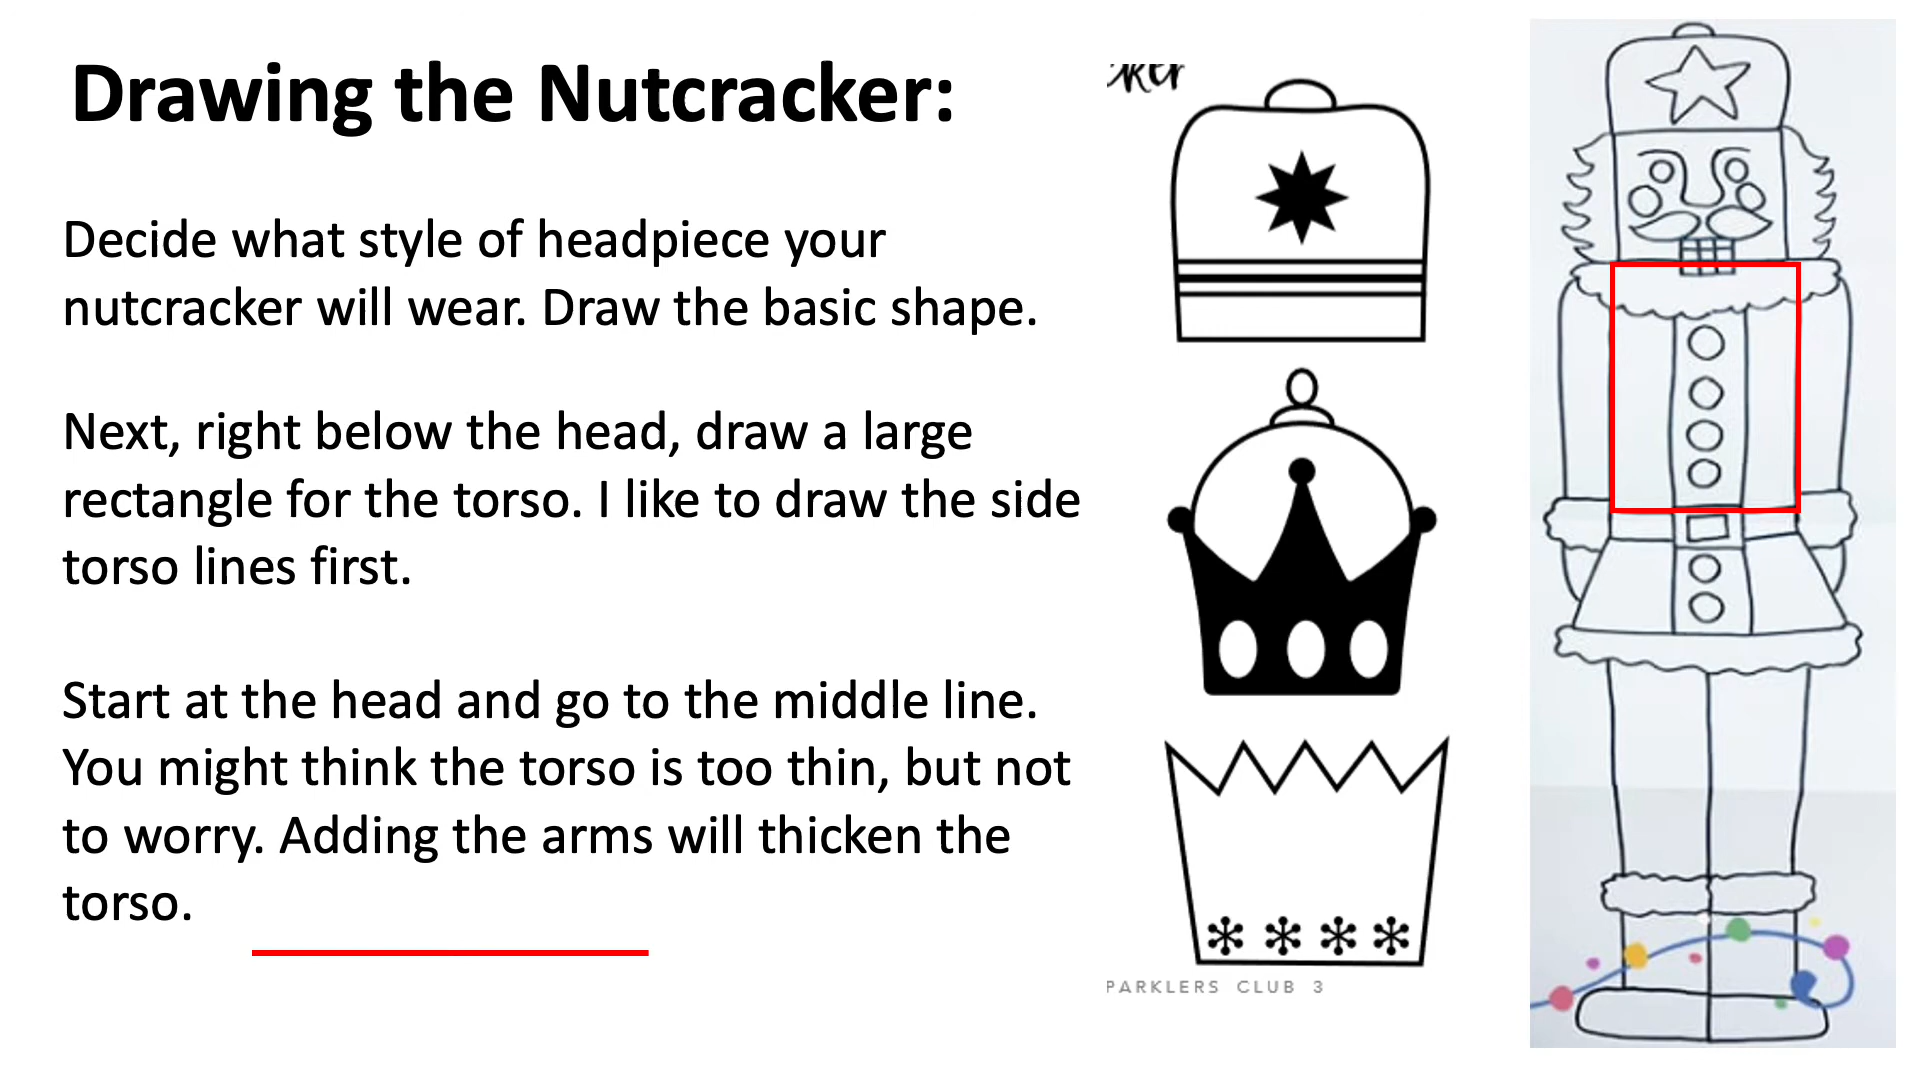 Drawing the Nutcracker:
Decide what style of headpiece your
nutcracker will wear. Draw the basic shape.
Next, right below the head, draw a large
rectangle for the torso. I like to draw the side
torso lines first.
Start at the head and go to the middle line.
You might think the torso is too thin, but not
to worry. Adding the arms will thicken the
torso.
PARKLERS CLUB 3